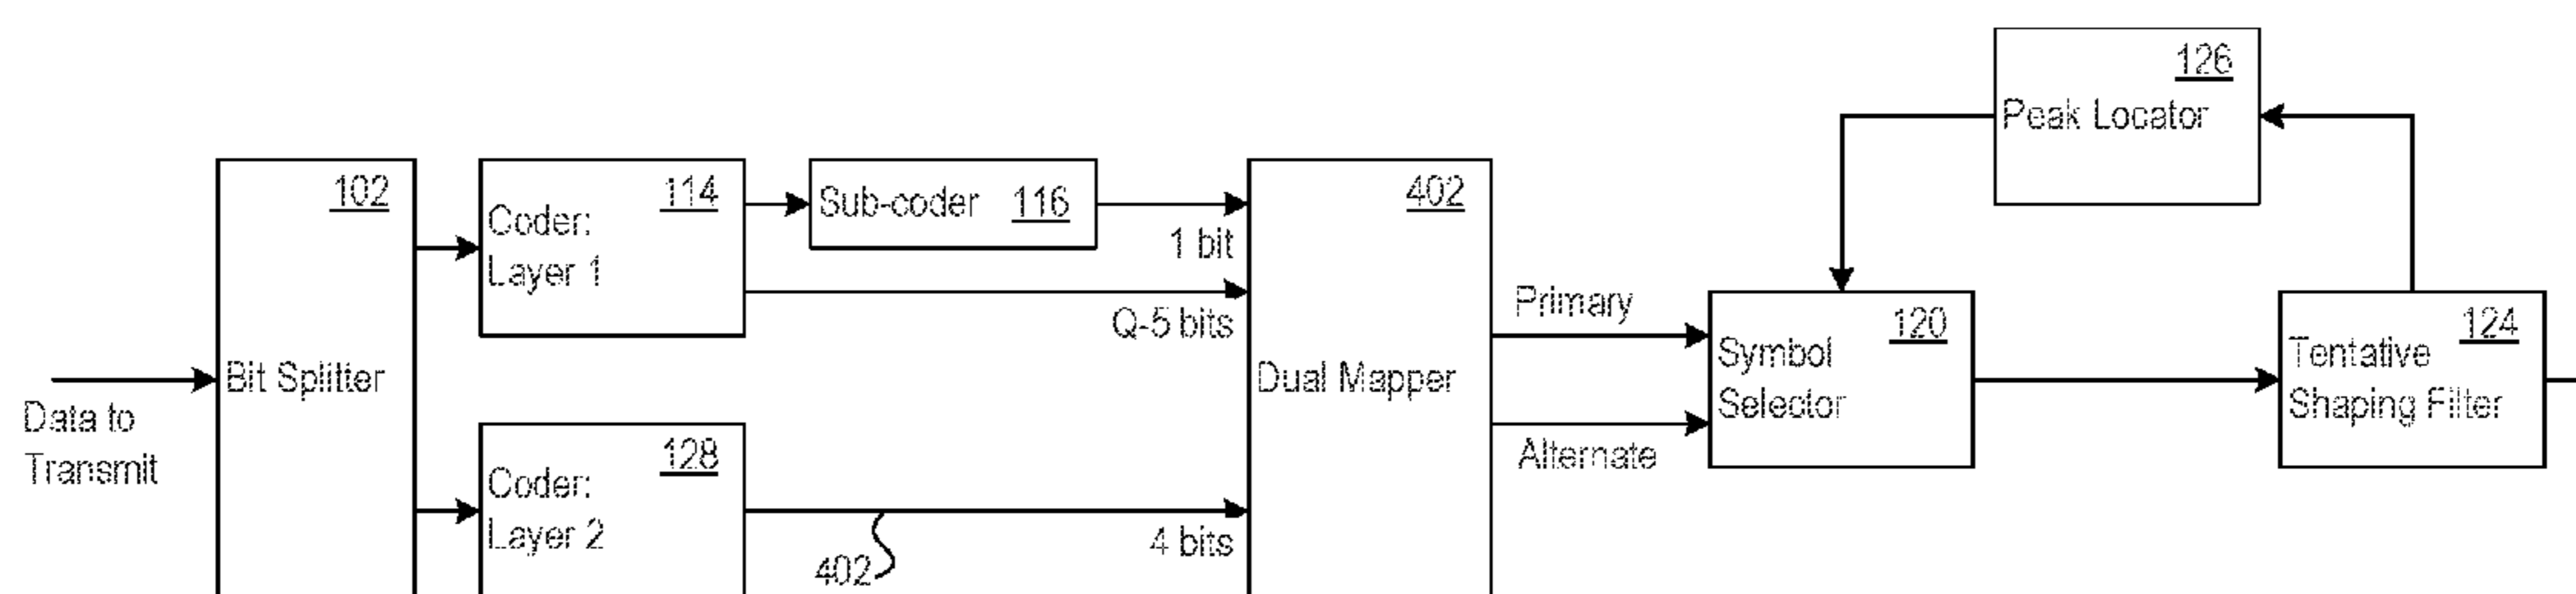 Data to
Transmit
102
Bit Splitter
114
Coder:
Layer 1
Sub-coder 116
1 bit
Q-5 bits
128
Coder:
Layer 2
402
4 bits
402
Dual Mapper
Primary
Alternate
120
Symbol
Selector
126
Peak Locator
124
Tentative
Shaping Filter